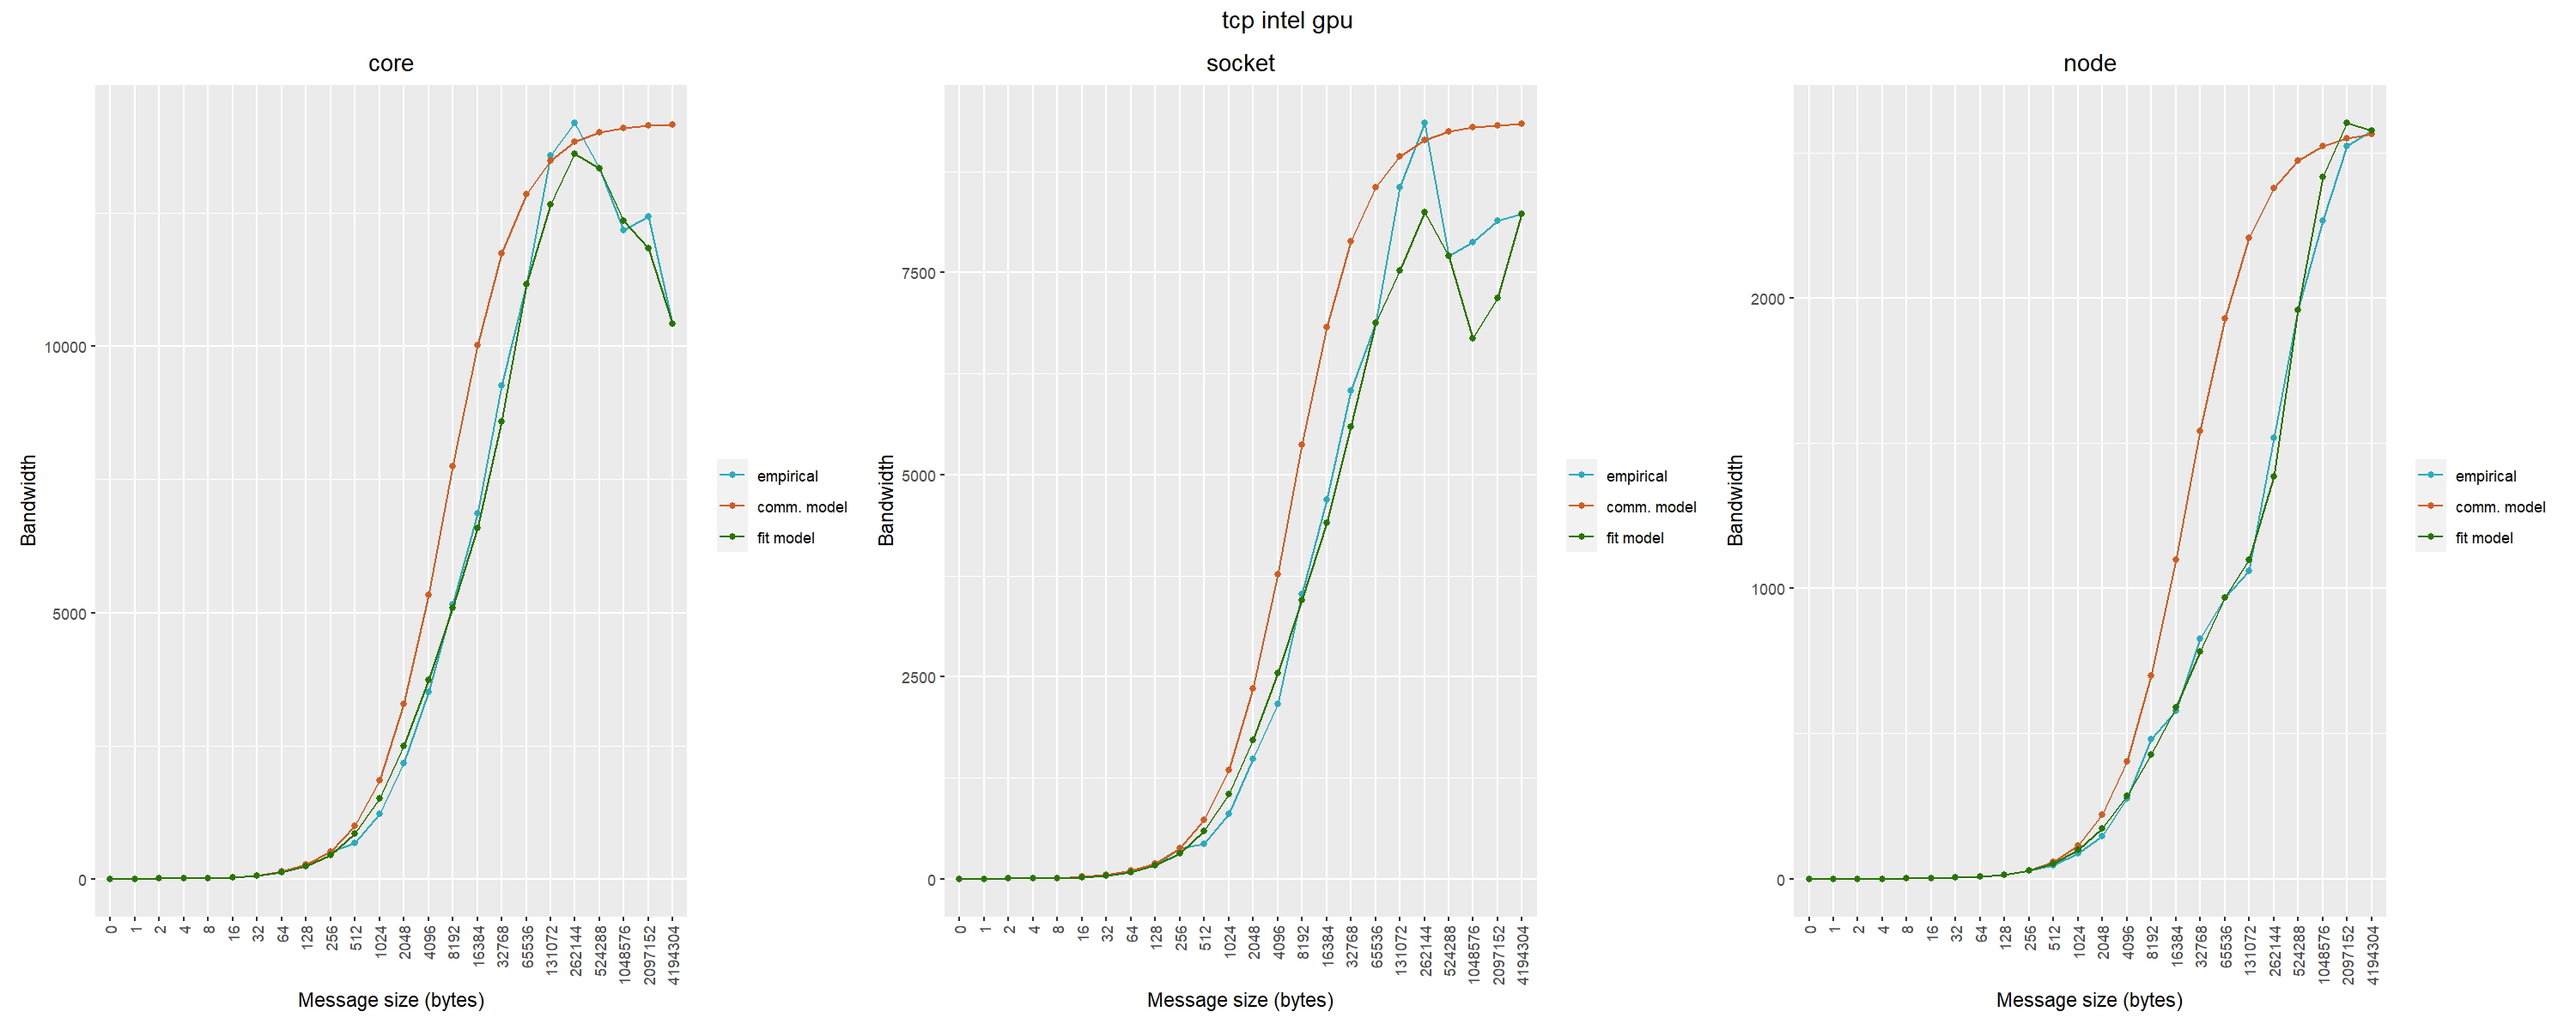 tcp intel gpu
core
Bandwidth
10000
5000
0
0 1 2 4 8 16 32 64 128 256 512 1024 2048 4096 8192 16384 32768 65536 131072 262144 524288 1048576 2097152 4194304
Message size (bytes)
empirical
comm. model
fit model
socket
Bandwidth
7500
5000
2500
0
0 1 2 4 8 16 32 64 128 256 512 1024 2048 4096 8192 16384 32768 65536 131072 262144 524288 1048576 2097152 4194304
Message size (bytes)
empirical
comm. model
fit model
node
Bandwidth
2000
1000
0
0 1 2 4 8 16 32 64 128 256 512 1024 2048 4096 8192 16384 32768 65536 131072 262144 524288 1048576 2097152 4194304
Message size (bytes)
empirical
comm. model
fit model